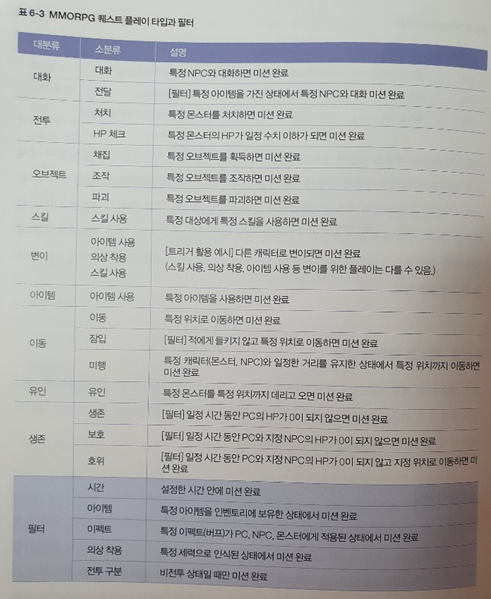 표 6-3 MMORPG 퀘스트 플레이 타입과 필터
대분류 소분류 설명
대화 대화 특정 NPC와 대화하면 미션 완료
전달 [필터] 특정 아이템을 가진 상태에서 특정 NPC와 대화 미션 완료
전투 처치 특정 몬스터를 처치하면 미션 완료
HP 체크 특정 몬스터의 HP가 일정 수치 이하가 되면 미션 완료
오브젝트 채집 특정 오브젝트를 획득하면 미션 완료
조작 특정 오브젝트를 조작하면 미션 완료
파괴 특정 오브젝트를 파괴하면 미션 완료
스킬 스킬 사용 특정 대상에게 특정 스킬을 사용하면 미션 완료
변이 아이템 사용 [트리거 활용 예시] 다른 캐릭터로 변이되면 미션 완료
의상 착용 (스킬 사용, 의상 착용, 아이템 사용 등 변이를 위한 플레이는 다를 수 있음.)
스킬 사용
아이템 아이템 사용 특정 아이템을 사용하면 미션 완료
이동 이동 특정 위치로 이동하면 미션 완료
잠입 [필터] 적에게 들키지 않고 특정 위치로 이동하면 미션 완료
미행 특정 캐릭터(몬스터, NPC)와 일정한 거리를 유지한 상태에서 특정 위치까지 이동하면
미션 완료
유인 유인 특정 몬스터를 특정 위치까지 데리고 오면 미션 완료
생존 생존 [필터] 일정 시간 동안 PC의 HP가 0이 되지 않으면 미션 완료
보호 [필터] 일정 시간 동안 PC와 지정 NPC의 HP가 0이 되지 않으면 미션 완료
호위 [필터] 일정 시간 동안 PC와 지정 NPC의 HP가 0이 되지 않고 지정 위치로 이동하면 미
션 완료
필터 시간 설정한 시간 안에 미션 완료
아이템 특정 아이템을 인벤토리에 보유한 상태에서 미션 완료
이펙트 특정 이펙트(버프)가 PC, NPC, 몬스터에게 적용된 상태에서 미션 완료
의상 착용 특정 세력으로 인식된 상태에서 미션 완료
전투 구분 비전투 상태일 때만 미션 완료